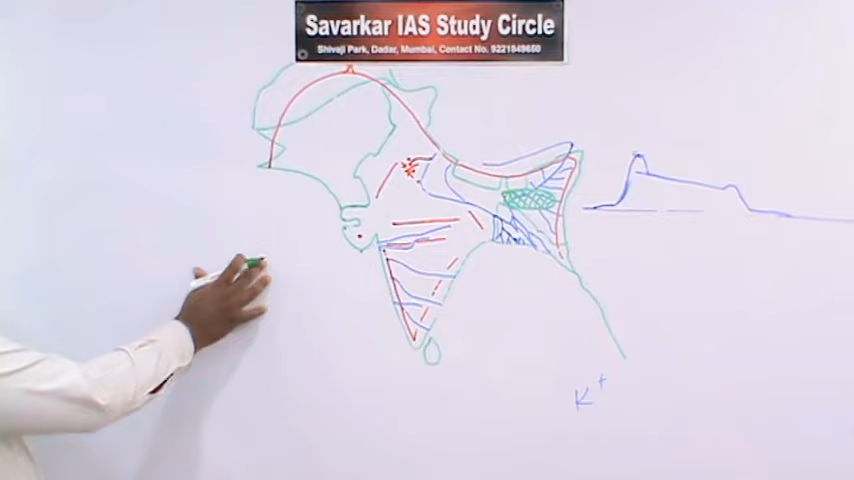 Savarkar IAS Study Circle
Shivaji Park, Dadar, Mumbai, Contact No. 9221849650
K+